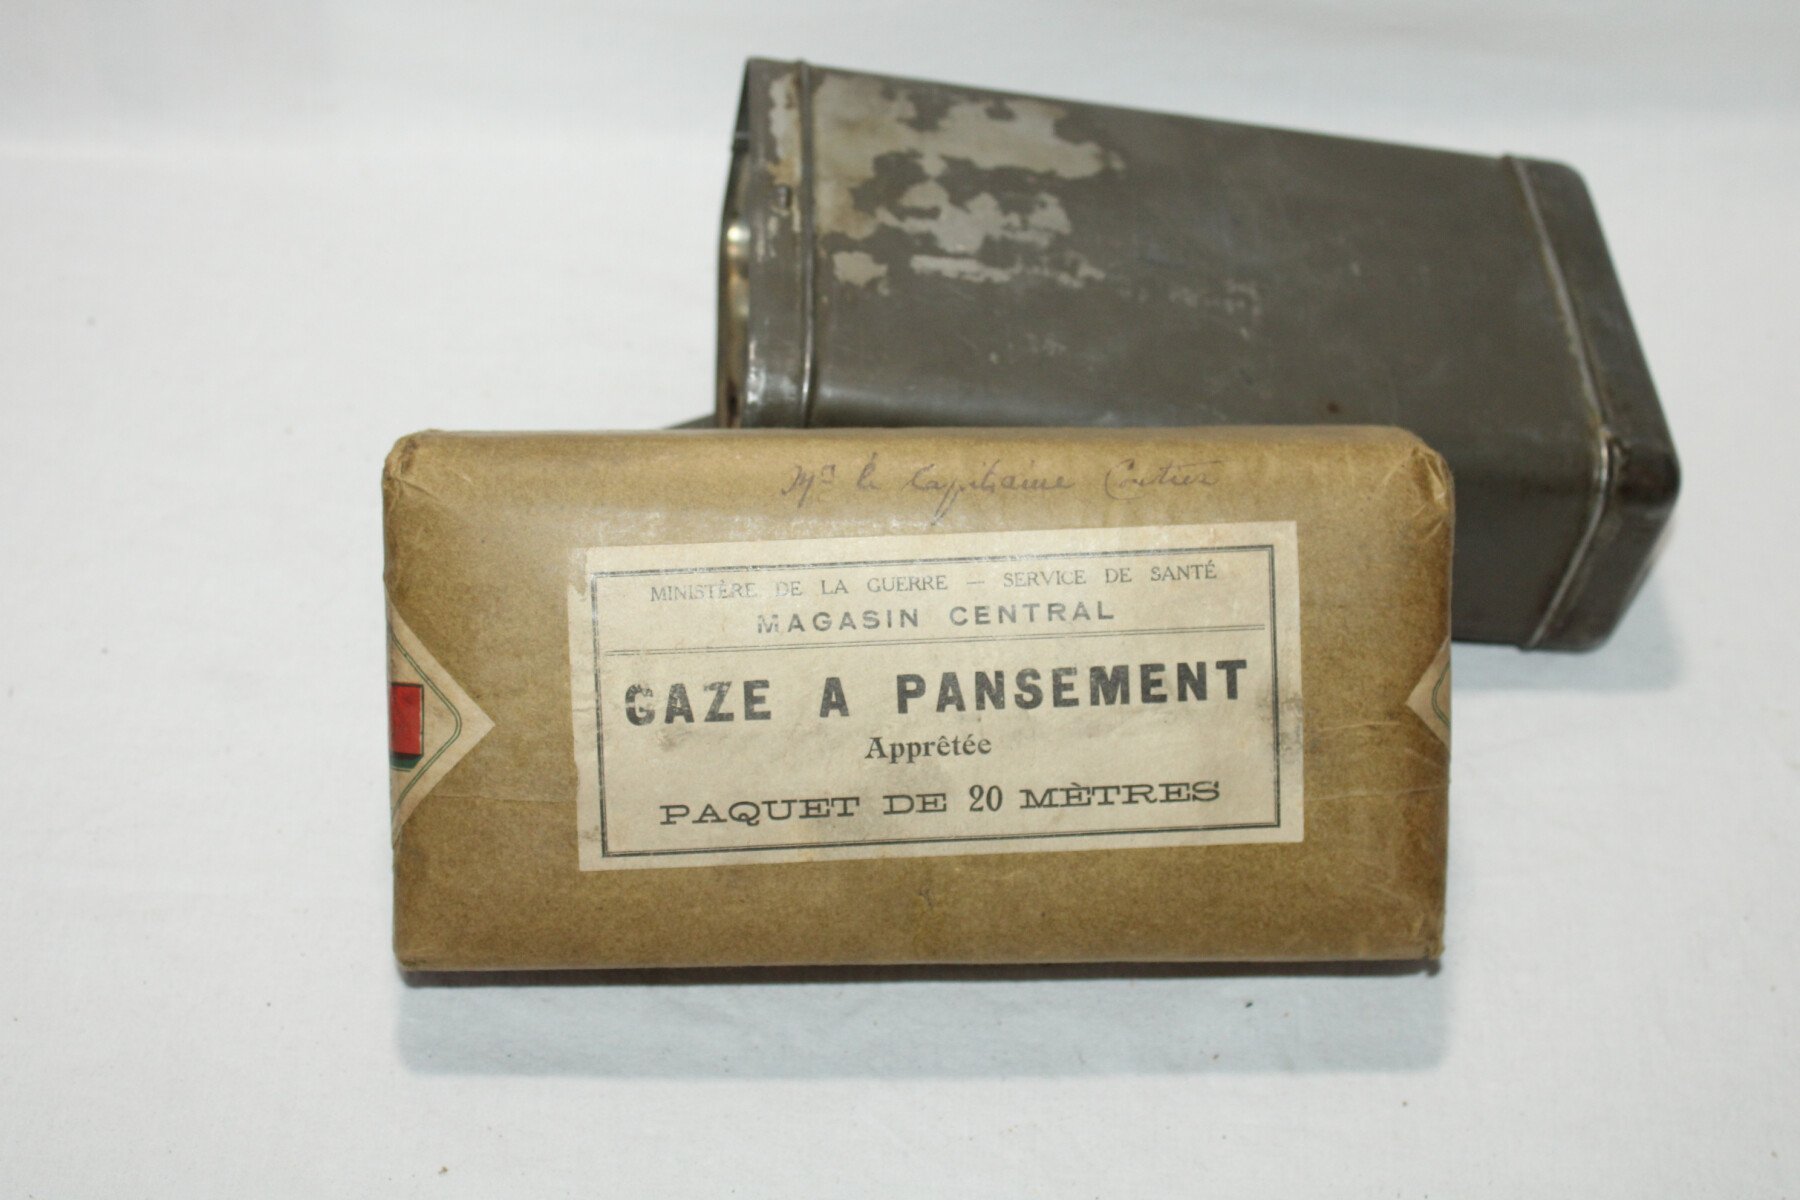 Mr le Capitaine Coutier
MINISTÈRE DE LA GUERRE — SERVICE DE SANTÉ
MAGASIN CENTRAL
GAZE A PANSEMENT
Apprêtée
PAQUET DE 20 MÈTRES